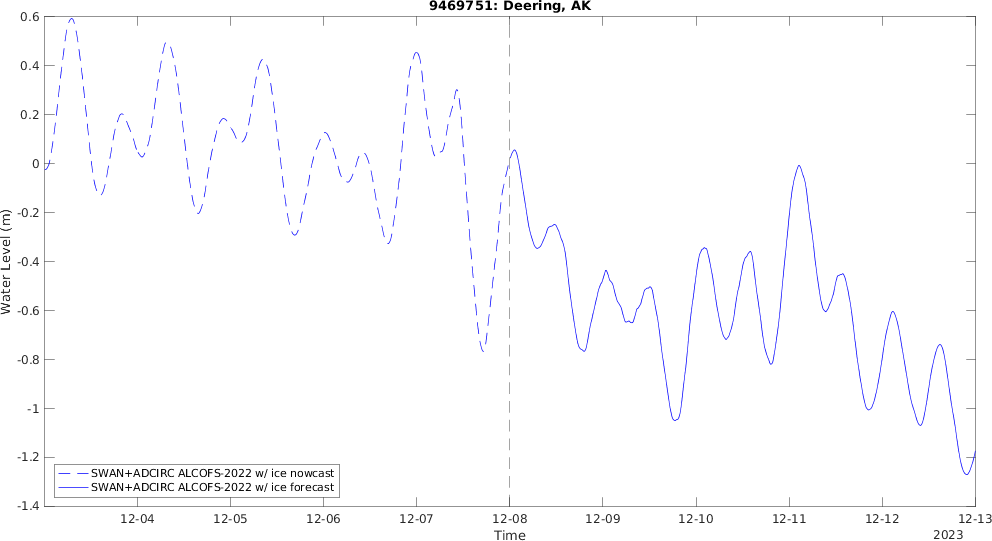 9469751: Deering, AK
0.6
0.4
0.2
0
-0.2
-0.4
-0.6
-0.8
-1
-1.2
-1.4
Water Level (m)
SWAN+ADCIRC ALCOFS-2022 w/ ice nowcast
SWAN+ADCIRC ALCOFS-2022 w/ ice forecast
12-04 12-05 12-06 12-07 12-08 12-09 12-10 12-11 12-12 12-13
Time
2023